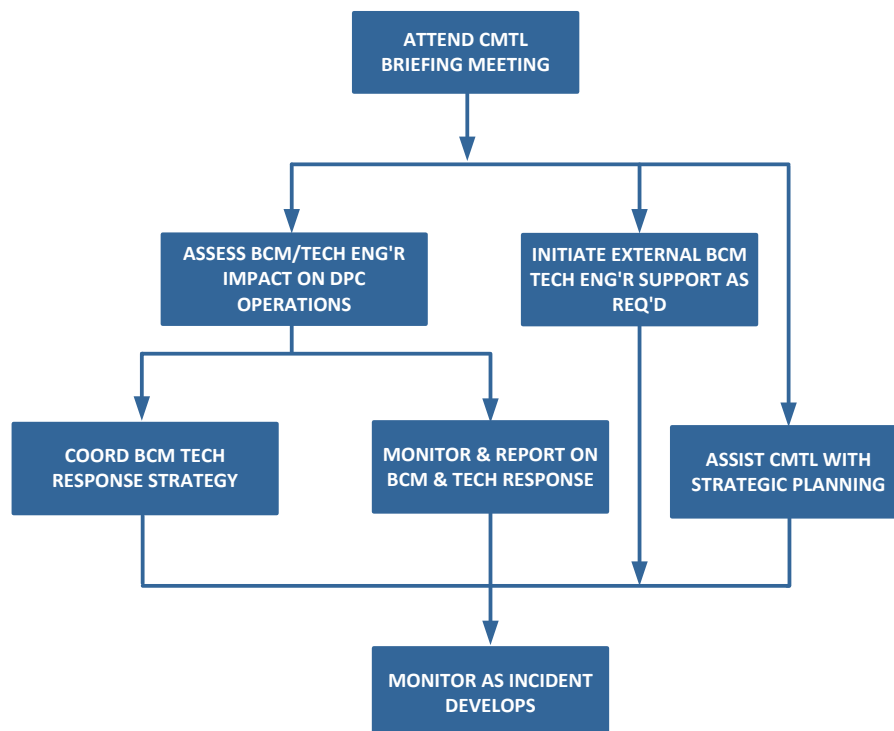 ATTEND CMTL
BRIEFING MEETING
ASSESS BCM/TECH ENG'R
IMPACT ON DPC
OPERATIONS
INITIATE EXTERNAL BCM
TECH ENG'R SUPPORT AS
REQ'D
COORD BCM TECH
RESPONSE STRATEGY
MONITOR & REPORT ON
BCM & TECH RESPONSE
ASSIST CMTL WITH
STRATEGIC PLANNING
MONITOR AS INCIDENT
DEVELOPS